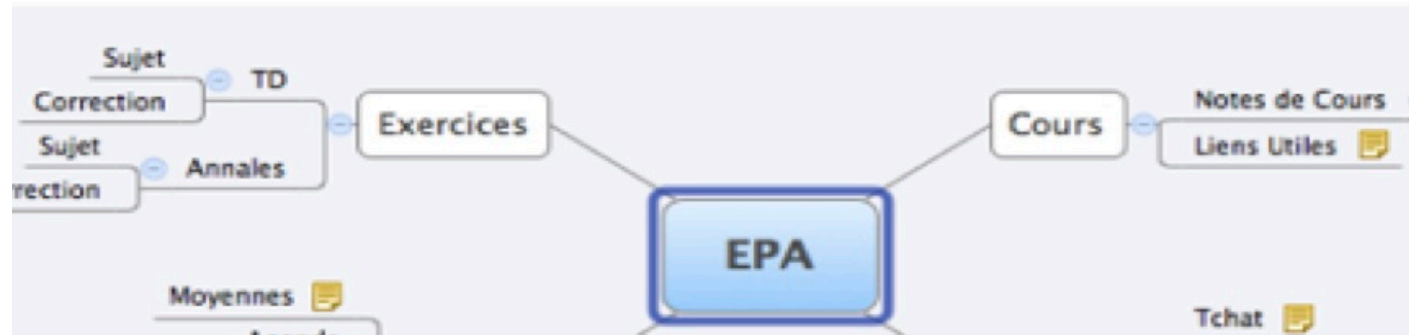 Sujet
TD
Correction
Sujet
Annales
Exercices
Cours
Notes de Cours
Liens Utiles
EPA
Moyennes
Tchat